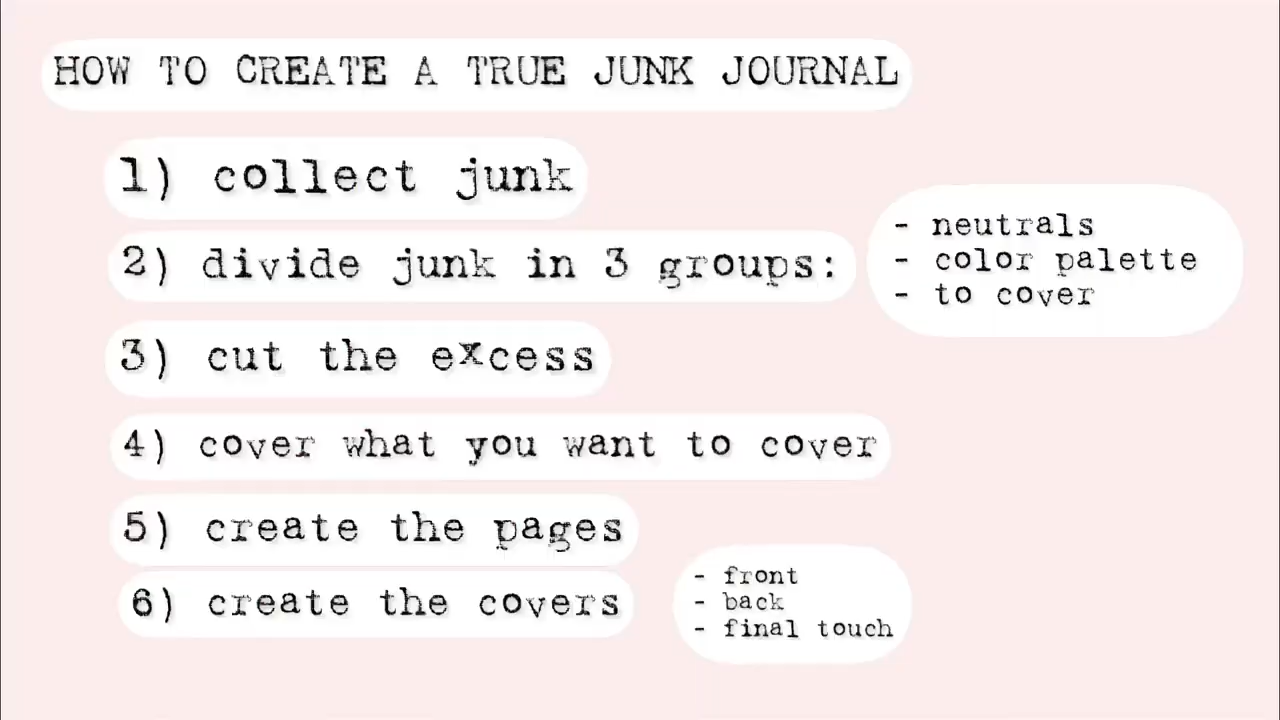 HOW TO CREATE A TRUE JUNK JOURNAL
1) collect junk
2) divide junk in 3 groups:
- neutrals
- color palette
- to cover
3) cut the excess
4) cover what you want to cover
5) create the pages
6) create the covers
- front
- back
- final touch